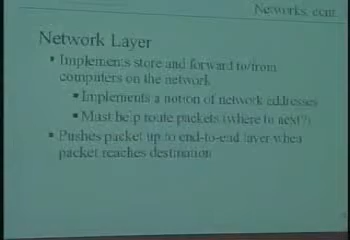 Networks, cont.
Network Layer
▪ Implements store and forward to/from
computers on the network
▪ Implements a notion of network addresses
▪ Must help route packets (where to next?)
▪ Pushes packet up to end-to-end layer when
packet reaches destination